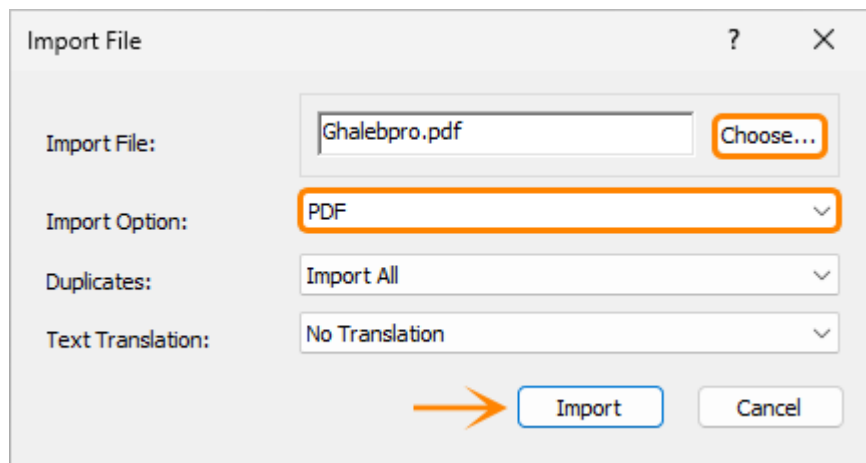 Import File
?
Import File:
Ghalebpro.pdf
Choose...
Import Option:
PDF
Duplicates:
Import All
Text Translation:
No Translation
Import
Cancel